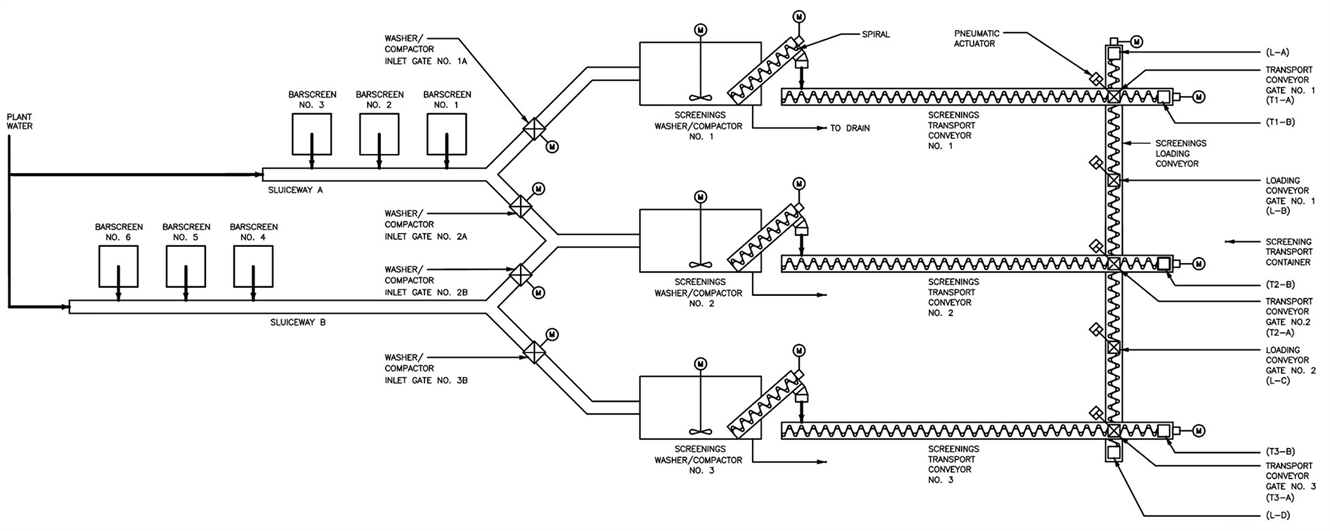 PLANT
WATER
BARSCREEN
NO. 3
BARSCREEN
NO. 2
BARSCREEN
NO. 1
SLUICEWAY A
BARSCREEN
NO. 6
BARSCREEN
NO. 5
BARSCREEN
NO. 4
SLUICEWAY B
WASHER/
COMPACTOR
INLET GATE NO. 1A
M
WASHER/
COMPACTOR
INLET GATE NO. 2A
M
WASHER/
COMPACTOR
INLET GATE NO. 2B
M
WASHER/
COMPACTOR
INLET GATE NO. 3B
M
M
M
SPIRAL
SCREENINGS
WASHER/COMPACTOR
NO. 1
TO DRAIN
SCREENINGS
TRANSPORT
CONVEYOR
NO. 1
M
M
M
SCREENINGS
WASHER/COMPACTOR
NO. 2
SCREENINGS
TRANSPORT
CONVEYOR
NO. 2
M
M
M
SCREENINGS
WASHER/COMPACTOR
NO. 3
SCREENINGS
TRANSPORT
CONVEYOR
NO. 3
M
PNEUMATIC
ACTUATOR
M
(L-A)
TRANSPORT
CONVEYOR
GATE NO. 1
(T1-A)
(T1-B)
SCREENINGS
LOADING
CONVEYOR
LOADING
CONVEYOR
GATE NO. 1
(L-B)
SCREENING
TRANSPORT
CONTAINER
(T2-B)
TRANSPORT
CONVEYOR
GATE NO.2
(T2-A)
LOADING
CONVEYOR
GATE NO. 2
(L-C)
(T3-B)
TRANSPORT
CONVEYOR
GATE NO. 3
(T3-A)
(L-D)